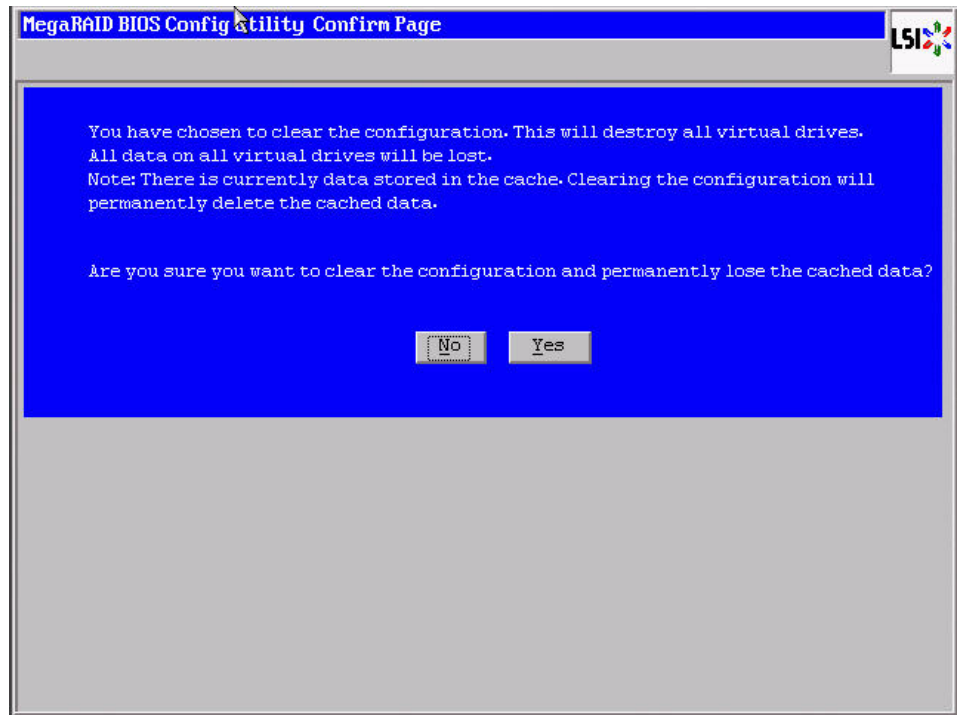 MegaRAID BIOS Config Utility Confirm Page
LSI
You have chosen to clear the configuration. This will destroy all virtual drives.
All data on all virtual drives will be lost.
Note: There is currently data stored in the cache. Clearing the configuration will
permanently delete the cached data.
Are you sure you want to clear the configuration and permanently lose the cached data?
No Yes